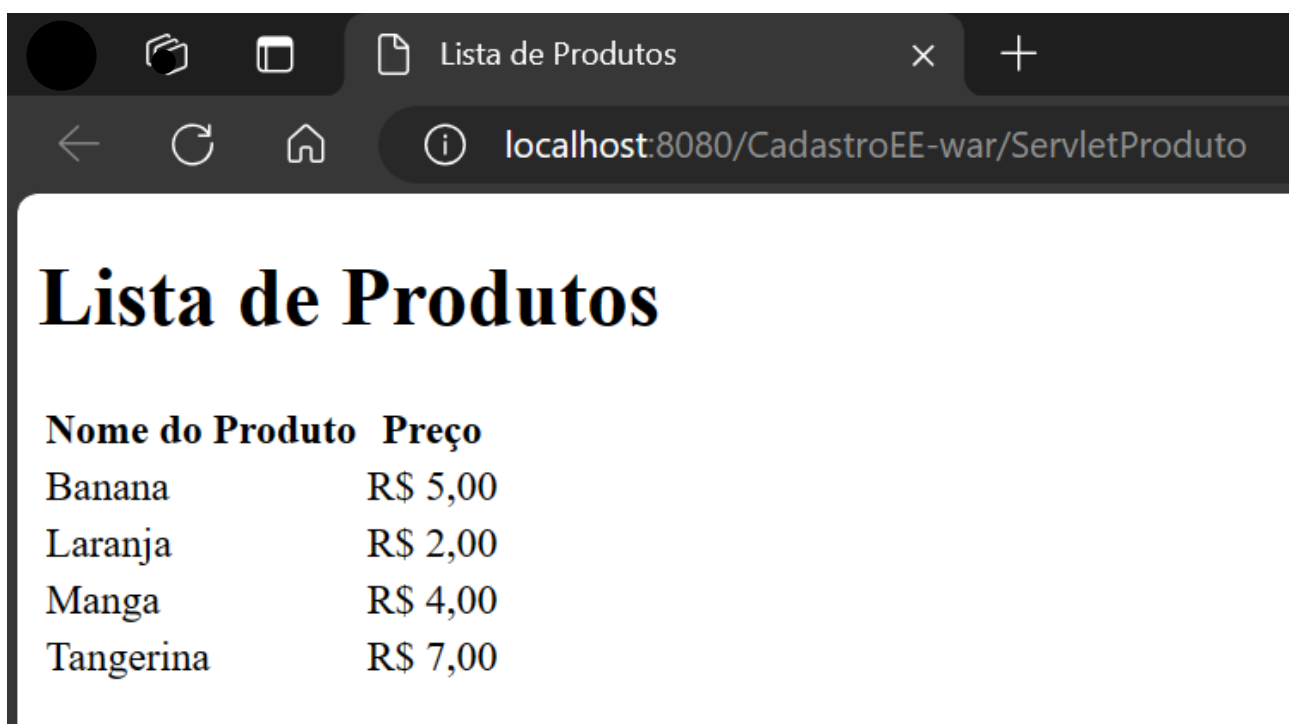 Lista de Produtos
localhost:8080/CadastroEE-war/ServletProduto
Lista de Produtos
Nome do Produto Preço
Banana R$ 5,00
Laranja R$ 2,00
Manga R$ 4,00
Tangerina R$ 7,00